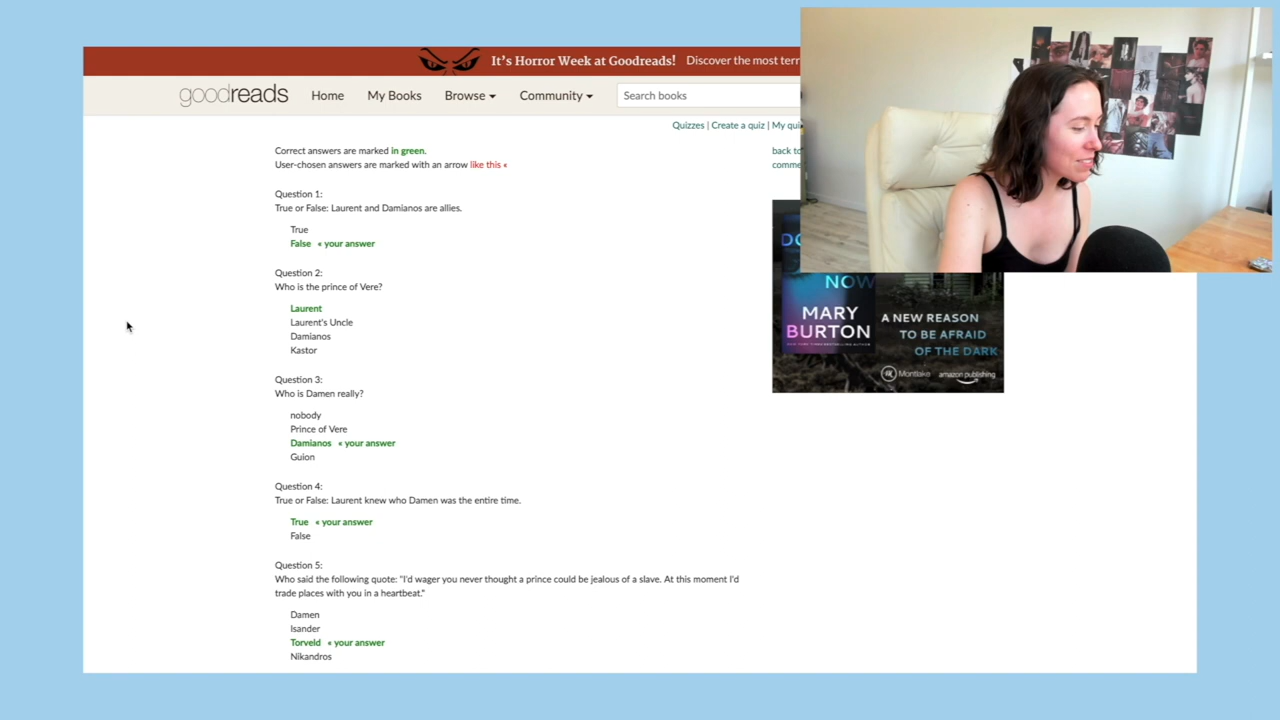 It's Horror Week at Goodreads! Discover the most terr
goodreads Home My Books Browse Community Search books
Quizzes | Create a quiz | My qui
Correct answers are marked in green.
User-chosen answers are marked with an arrow like this «
back to
comme
Question 1:
True or False: Laurent and Damianos are allies.
True
False « your answer
Question 2:
Who is the prince of Vere?
Laurent
Laurent's Uncle
Damianos
Kastor
Question 3:
Who is Damen really?
nobody
Prince of Vere
Damianos « your answer
Guion
Question 4:
True or False: Laurent knew who Damen was the entire time.
True « your answer
False
Question 5:
Who said the following quote: "I'd wager you never thought a prince could be jealous of a slave. At this moment I'd
trade places with you in a heartbeat."
Damen
Isander
Torveld « your answer
Nikandros
DO
NOW
MARY
BURTON
A NEW REASON
TO BE AFRAID
OF THE DARK
Montlake amazon publishing